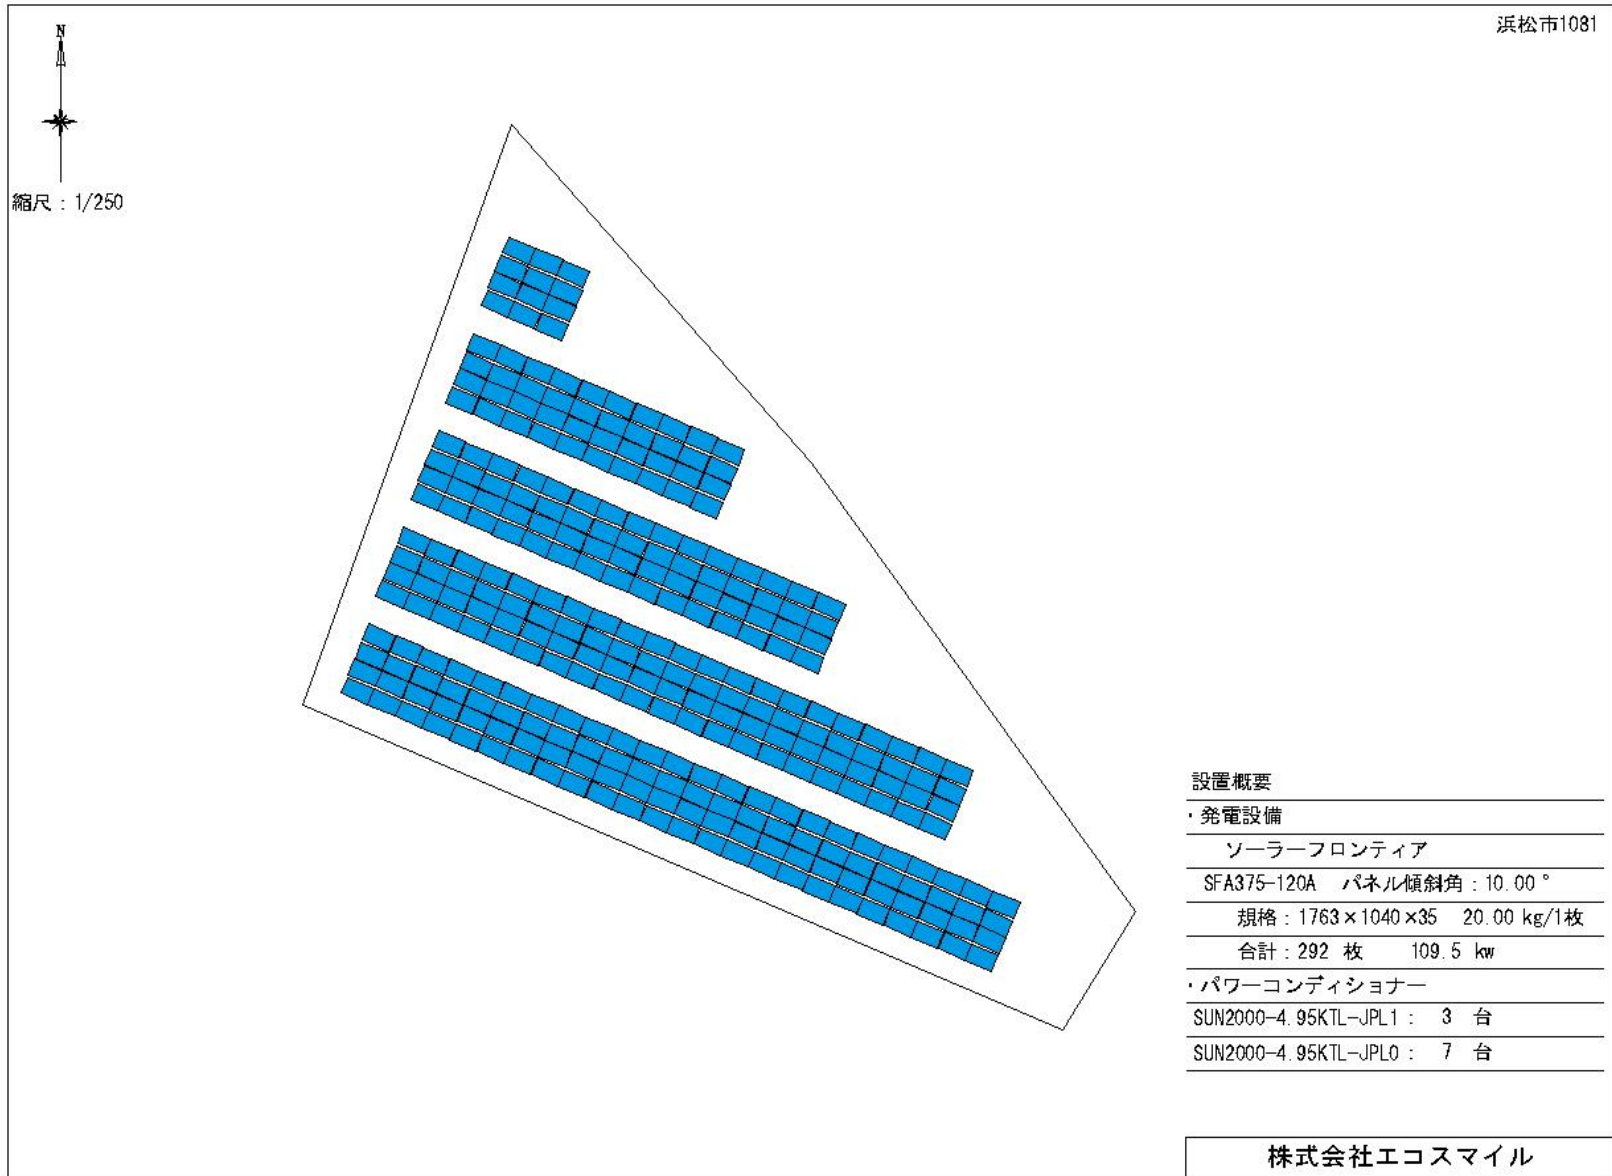 浜松市1081
N
縮尺：1/250
設置概要
・発電設備
ソーラーフロンティア
SFA375-120A パネル傾斜角：10.00°
規格：1763×1040×35 20.00 kg/1枚
合計：292 枚 109.5 kw
・パワーコンディショナー
SUN2000-4.95KTL-JPL1： 3 台
SUN2000-4.95KTL-JPL0： 7 台
株式会社エコスマイル